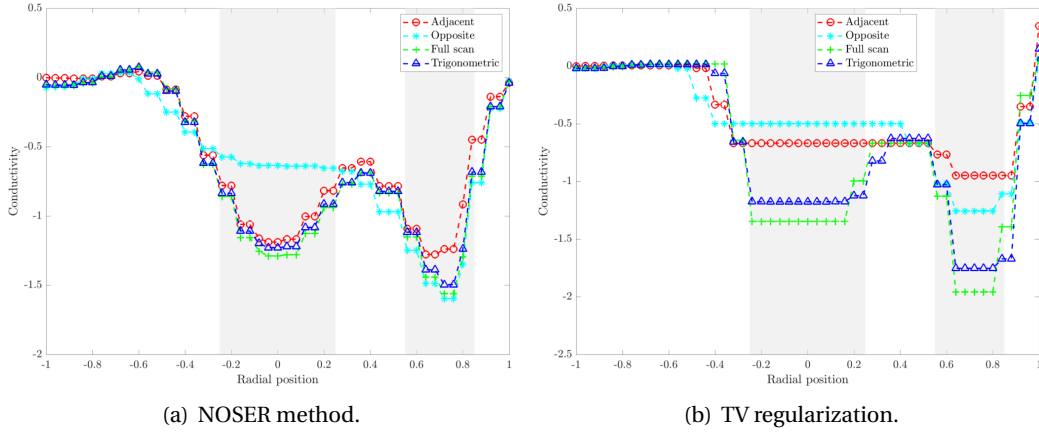 0.5
0
-0.5
-1
-1.5
-2
Conductivity
-1 -0.8 -0.6 -0.4 -0.2 0 0.2 0.4 0.6 0.8 1
Radial position
Adjacent
Opposite
Full scan
Trigonometric
(a) NOSER method.
0.5
0
-0.5
-1
-1.5
-2
-2.5
Conductivity
-1 -0.8 -0.6 -0.4 -0.2 0 0.2 0.4 0.6 0.8 1
Radial position
Adjacent
Opposite
Full scan
Trigonometric
(b) TV regularization.